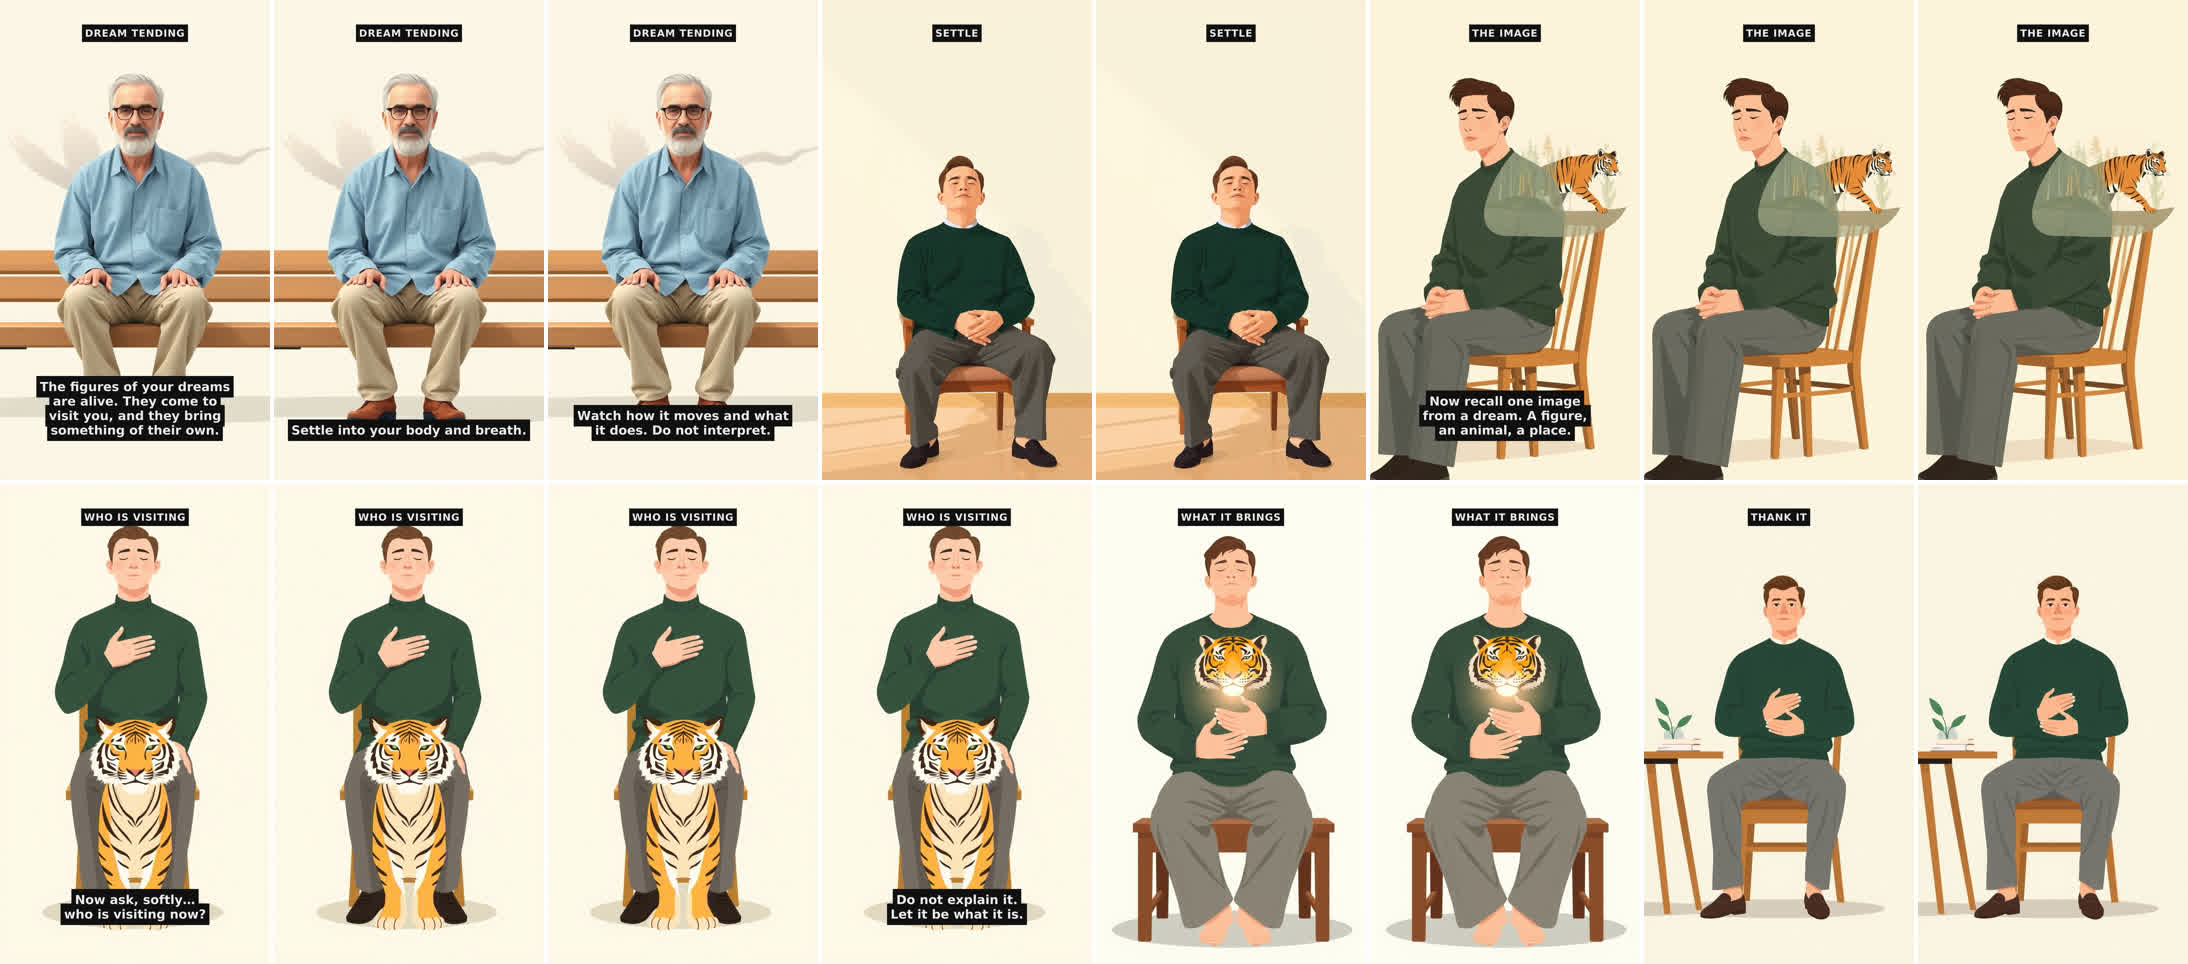 DREAM TENDING
The figures of your dreams
are alive. They come to
visit you, and they bring
something of their own.
DREAM TENDING
Settle into your body and breath.
DREAM TENDING
Watch how it moves and what
it does. Do not interpret.
SETTLE
SETTLE
THE IMAGE
Now recall one image
from a dream. A figure,
an animal, a place.
THE IMAGE
THE IMAGE
WHO IS VISITING
Now ask, softly...
who is visiting now?
WHO IS VISITING
WHO IS VISITING
WHO IS VISITING
Do not explain it.
Let it be what it is.
WHAT IT BRINGS
WHAT IT BRINGS
THANK IT